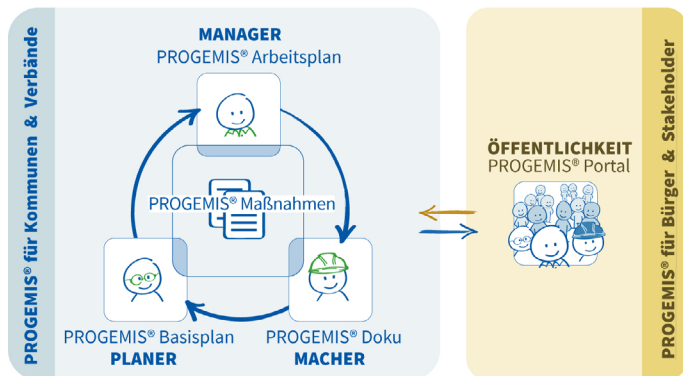 PROGEMIS® für Kommunen & Verbände
MANAGER
PROGEMIS® Arbeitsplan
PROGEMIS® Maßnahmen
PROGEMIS® Basisplan
PLANER
PROGEMIS® Doku
MACHER
ÖFFENTLICHKEIT
PROGEMIS® Portal
PROGEMIS® für Bürger & Stakeholder